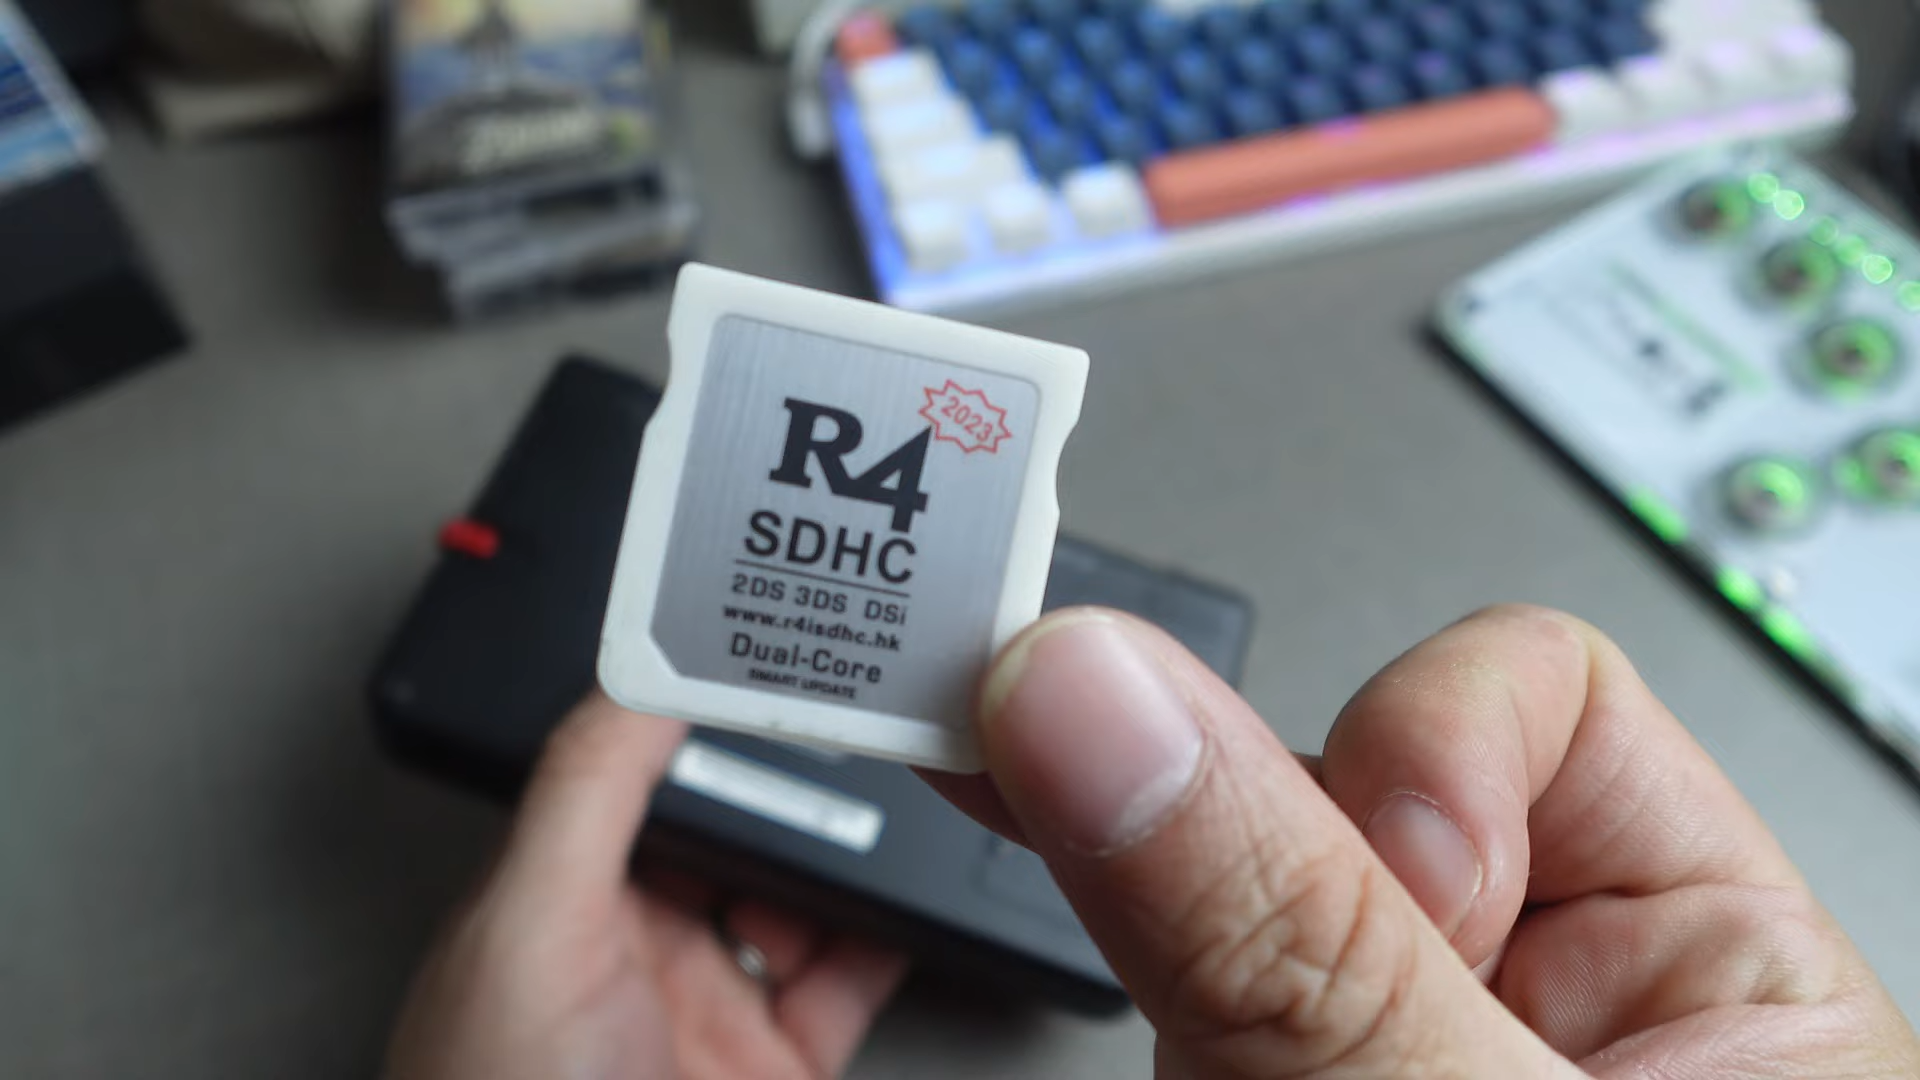 2023
R4
SDHC
2DS 3DS DSi
www.r4isdhc.hk
Dual-Core
SMART UPDATE